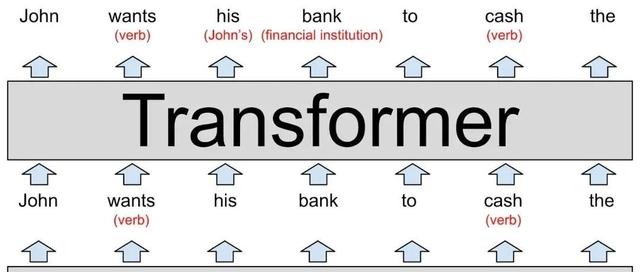 John wants his bank to cash the
(verb) (John's) (financial institution) (verb)
Transformer
John wants his bank to cash the
(verb) (verb)